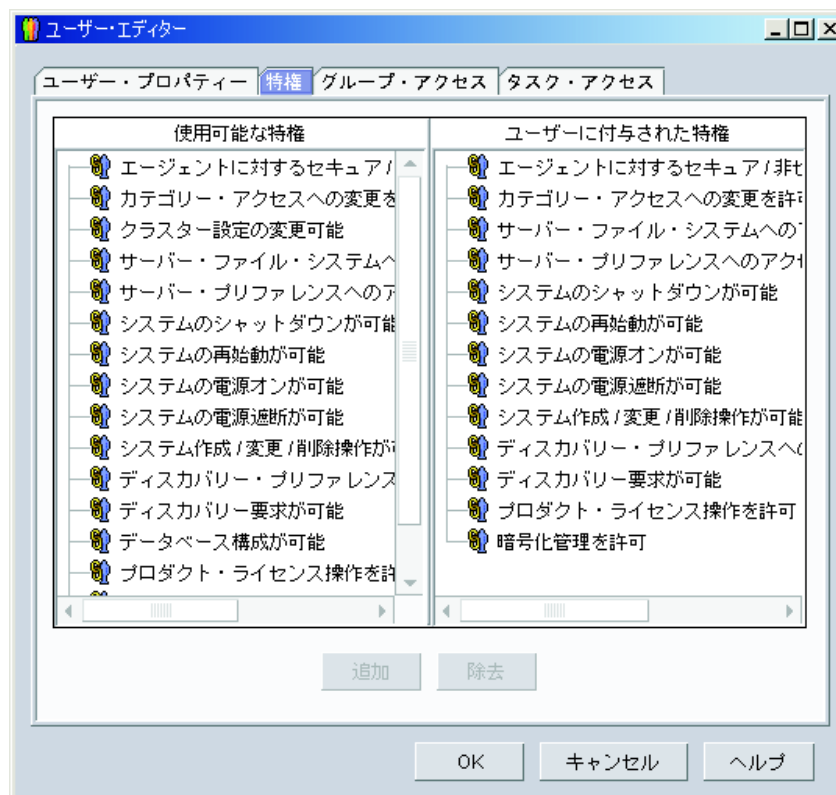 ユーザー・エディター
ユーザー・プロパティー 特権 グループ・アクセス タスク・アクセス
使用可能な特権
エージェントに対するセキュア /
カテゴリー・アクセスへの変更を
クラスター設定の変更可能
サーバー・ファイル・システムへ
サーバー・プリファレンスへのア
システムのシャットダウンが可能
システムの再始動が可能
システムの電源オンが可能
システムの電源遮断が可能
システム作成 / 変更 / 削除操作が
ディスカバリー・プリファレンス
ディスカバリー要求が可能
データベース構成が可能
プロダクト・ライセンス操作を許
ユーザーに付与された特権
エージェントに対するセキュア / 非セ
カテゴリー・アクセスへの変更を許
サーバー・ファイル・システムへの
サーバー・プリファレンスへのアク
システムのシャットダウンが可能
システムの再始動が可能
システムの電源オンが可能
システムの電源遮断が可能
システム作成 / 変更 / 削除操作が可能
ディスカバリー・プリファレンスへ
ディスカバリー要求が可能
プロダクト・ライセンス操作を許可
暗号化管理を許可
追加 除去
OK キャンセル ヘルプ